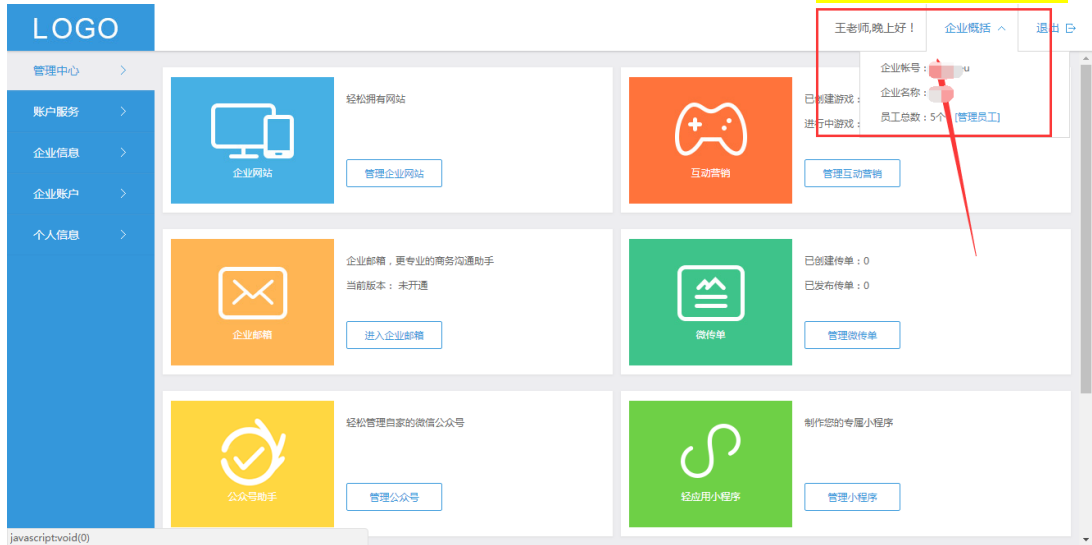 LOGO
王老师,晚上好！
企业概括
退出
企业帐号：
企业名称：
员工总数：5个 [管理员工]
管理中心
账户服务
企业信息
企业账户
个人信息
企业网站
轻松拥有网站
管理企业网站
互动营销
已创建游戏：
进行中游戏：
管理互动营销
企业邮箱
企业邮箱，更专业的商务沟通助手
当前版本： 未开通
进入企业邮箱
微传单
已创建传单：0
已发布传单：0
管理微传单
公众号助手
轻松管理自家的微信公众号
管理公众号
轻应用小程序
制作您的专属小程序
管理小程序
javascript:void(0)